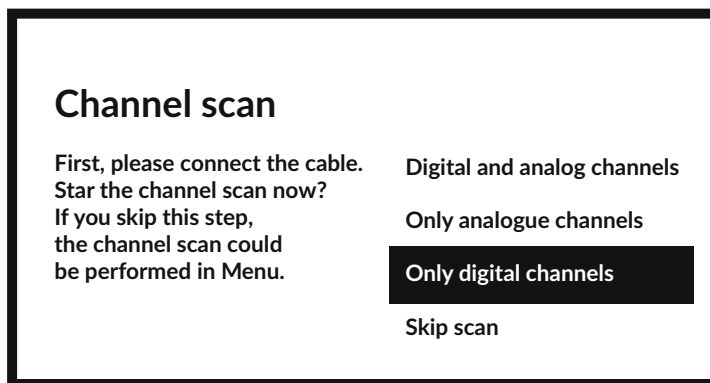 Channel scan
First, please connect the cable.
Star the channel scan now?
If you skip this step,
the channel scan could
be performed in Menu.
Digital and analog channels
Only analogue channels
Only digital channels
Skip scan